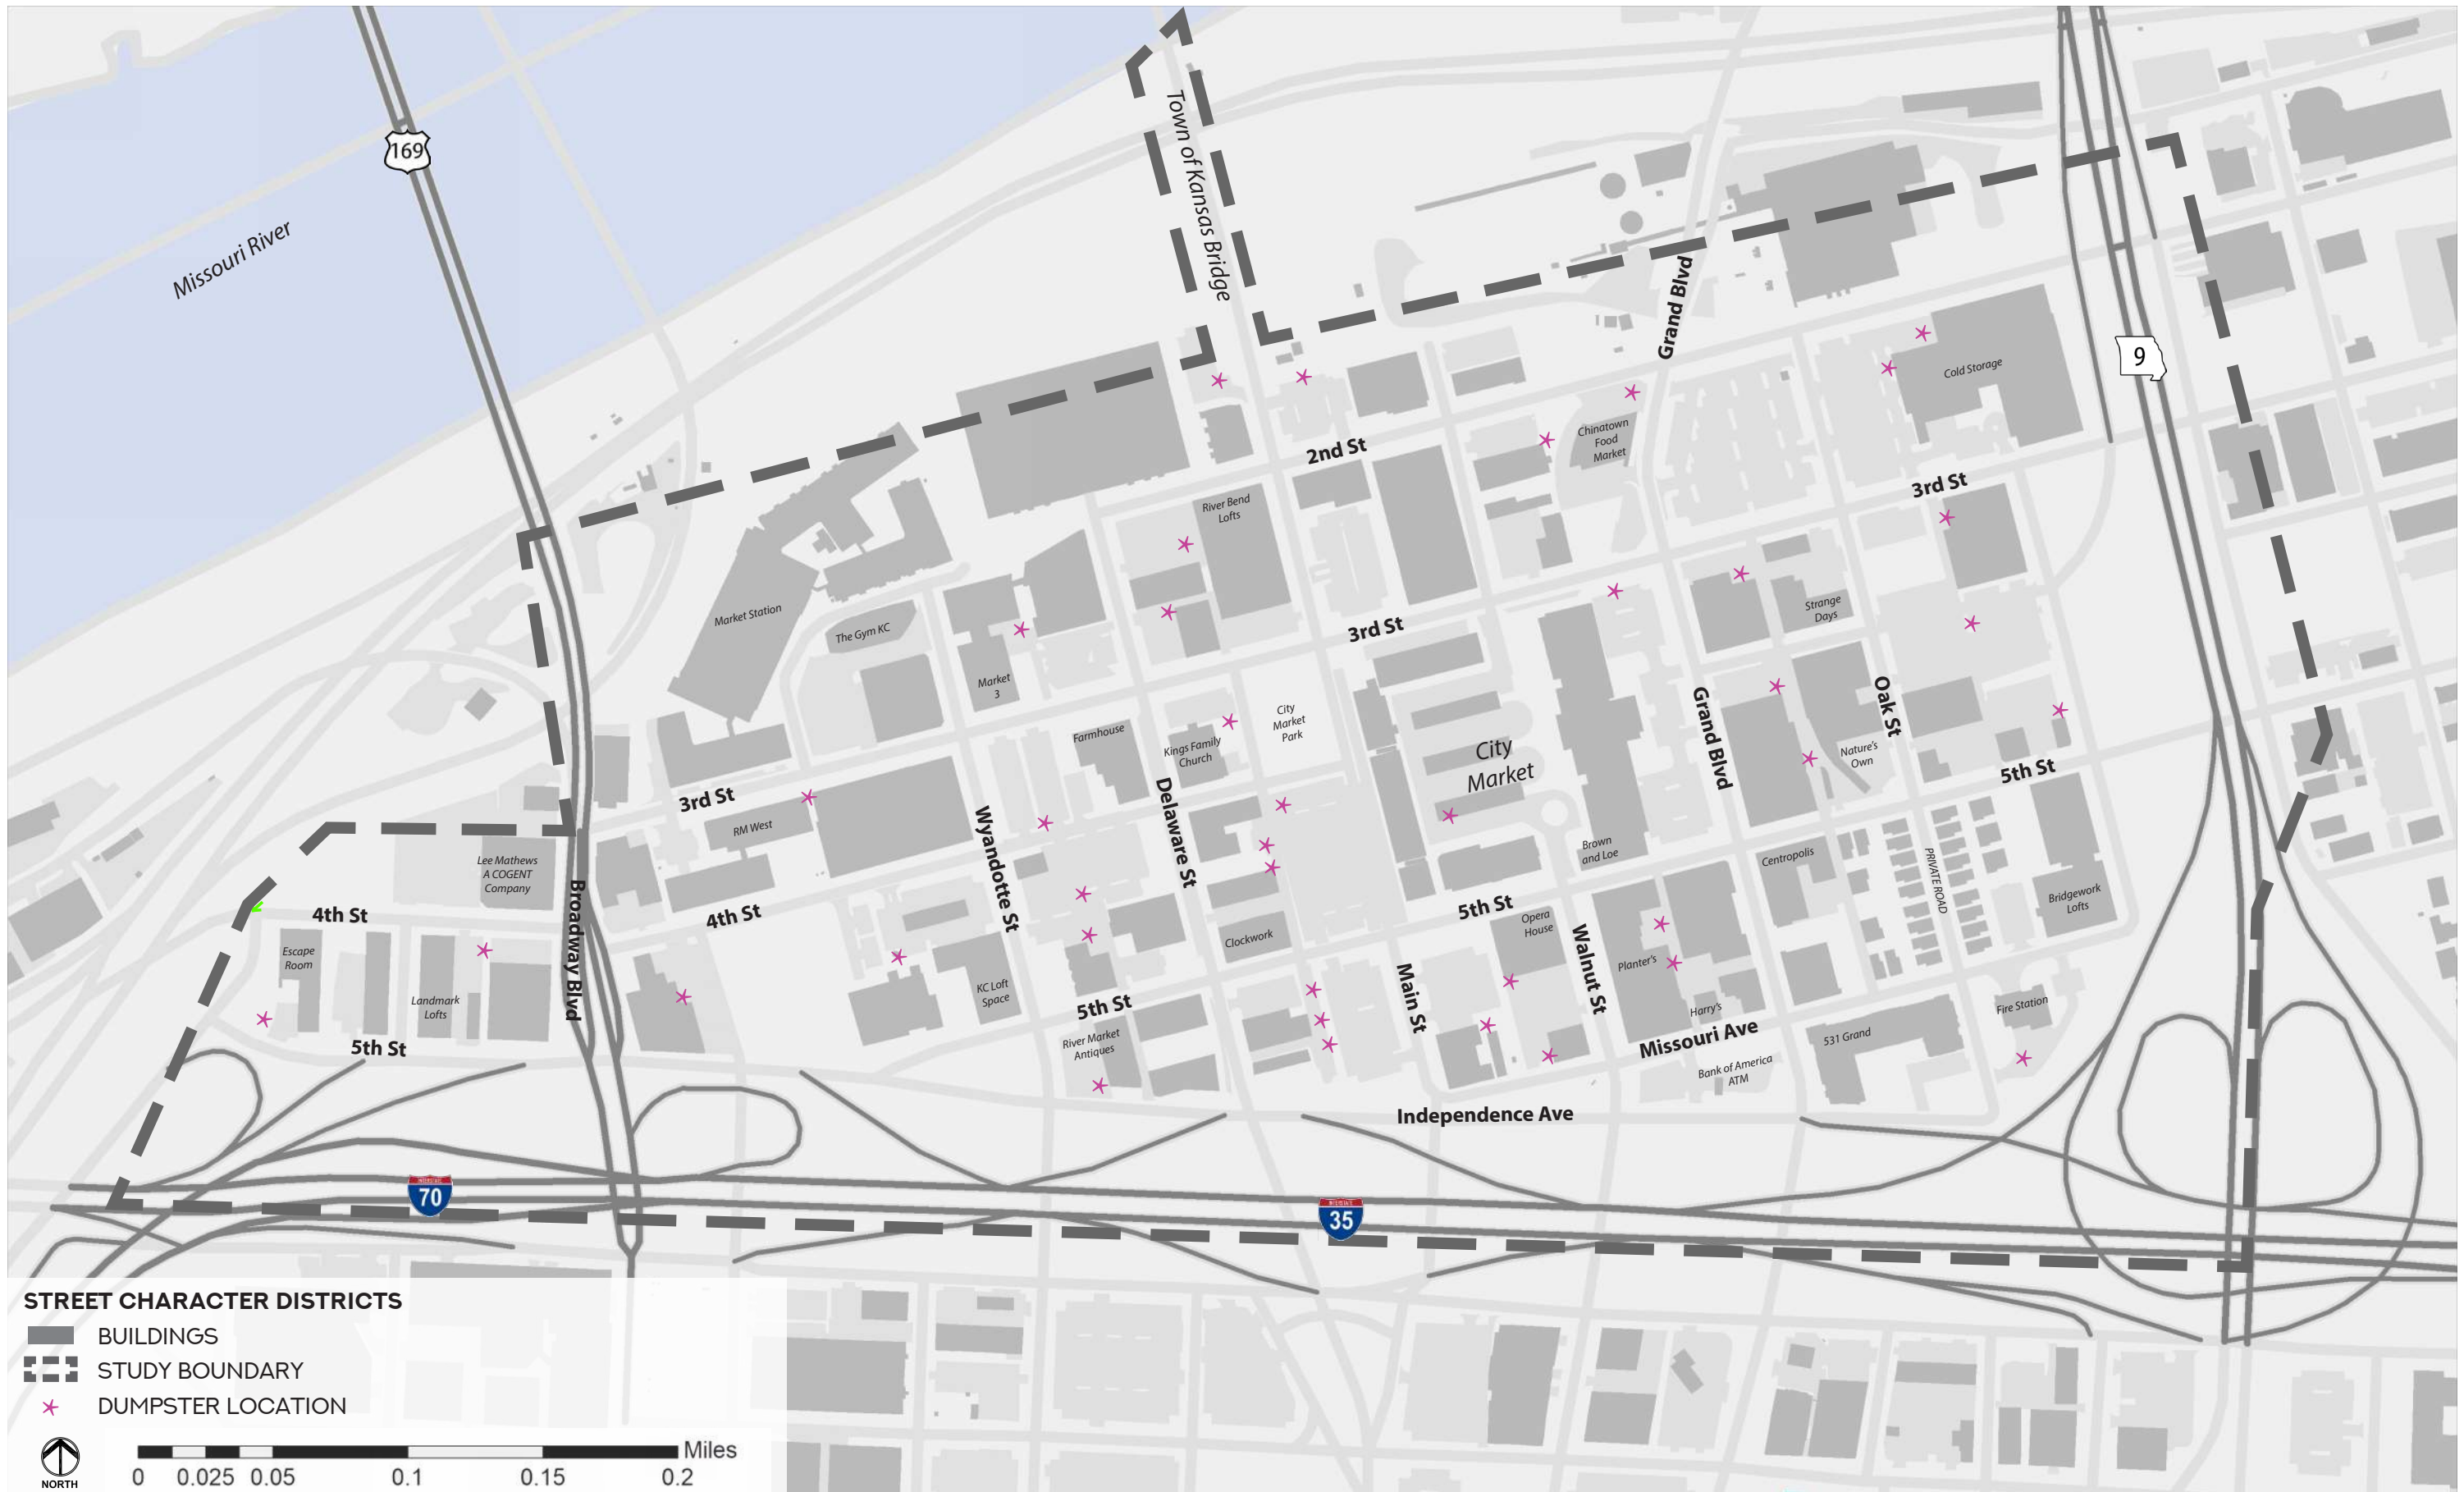 169
Missouri River
Town of Kansas Bridge
Grand Blvd
9
Cold Storage
Chinatown
Food
Market
2nd St
3rd St
River Bend
Lofts
Market Station
The Gym KC
Strange
Days
3rd St
Market
3
City
Market
Park
Farmhouse
Kings Family
Church
City
Market
Grand Blvd
Oak St
Nature's
Own
5th St
3rd St
RM West
Wyandotte St
Delaware St
Brown
and Loe
Centropolis
PRIVATE ROAD
Bridgework
Lofts
Lee Mathews
A COGENT
Company
Broadway Blvd
4th St
4th St
Escape
Room
Landmark
Lofts
5th St
KC Loft
Space
Clockwork
5th St
Opera
House
Walnut St
Planter's
Harry's
Main St
5th St
River Market
Antiques
Missouri Ave
Bank of America
ATM
531 Grand
Fire Station
Independence Ave
70
35
STREET CHARACTER DISTRICTS
BUILDINGS
STUDY BOUNDARY
DUMPSTER LOCATION
NORTH
Miles
0 0.025 0.05 0.1 0.15 0.2